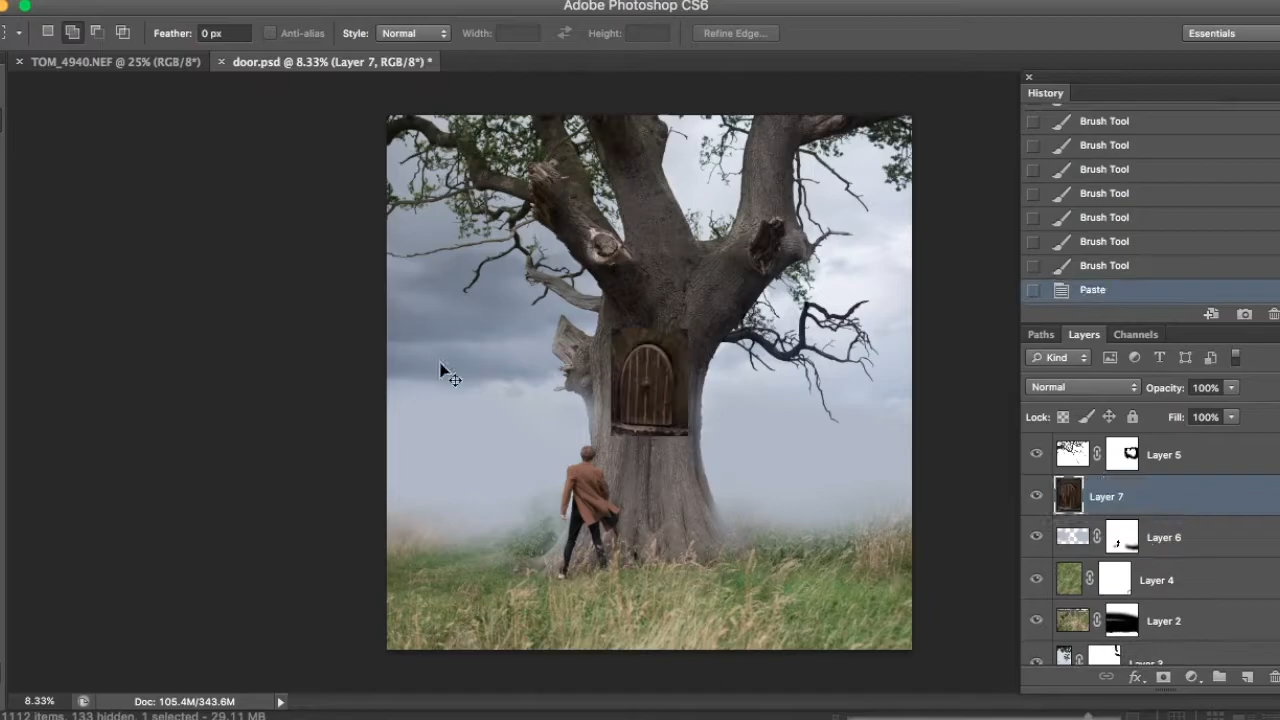 Adobe Photoshop CS6
Feather: 0 px Anti-alias Style: Normal Width: Height: Refine Edge... Essentials
× TOM_4940.NEF @ 25% (RGB/8*) × door.psd @ 8.33% (Layer 7, RGB/8*) *
History
Brush Tool
Brush Tool
Brush Tool
Brush Tool
Brush Tool
Brush Tool
Brush Tool
Paste
Paths Layers Channels
Kind
Normal Opacity: 100%
Lock: Fill: 100%
Layer 5
Layer 7
Layer 6
Layer 4
Layer 2
8.33% Doc: 105.4M/343.6M
1112 items, 133 hidden, 1 selected - 29.11 MB